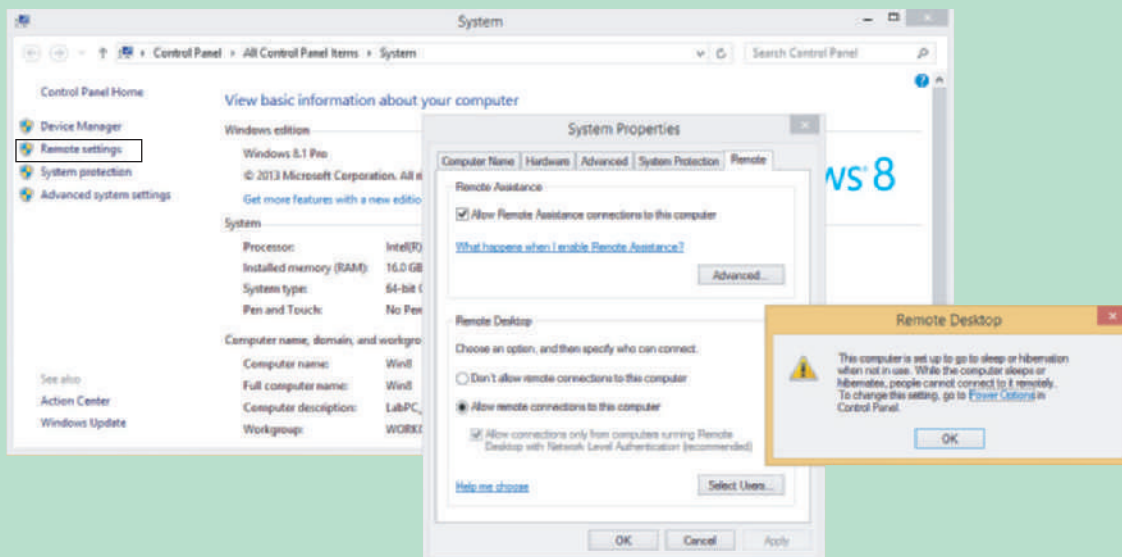 System
Control Panel › All Control Panel Items › System
Search Control Panel
Control Panel Home
Device Manager
Remote settings
System protection
Advanced system settings
See also
Action Center
Windows Update
View basic information about your computer
Windows edition
Windows 8.1 Pro
© 2013 Microsoft Corporation. All
Get more features with a new
ws 8
System
Processor: Intel(R)
Installed memory (RAM): 16.0 GB
System type: 64-bit
Pen and Touch: No Pen
Computer name, domain, and
Computer name: Win8
Full computer name: Win8
Computer description: LabPC_
Workgroup:
System Properties
Computer Name Hardware Advanced System Protection Remote
Remote Assistance
Allow Remote Assistance connections to this computer
What happens when I enable Remote Assistance?
Advanced...
Remote Desktop
Choose an option, and then specify who can connect.
Don't allow remote connections to this computer
Allow remote connections to this computer
Allow connections only from computers running Remote
Desktop with Network Level Authentication (recommended)
Help me choose
Select Users...
OK Cancel Apply
Remote Desktop
This computer is set up to go to sleep or hibernation
when not in use. While the computer sleeps or
hibernates, people cannot connect to it remotely.
To change this setting, go to Power Options in
Control Panel.
OK